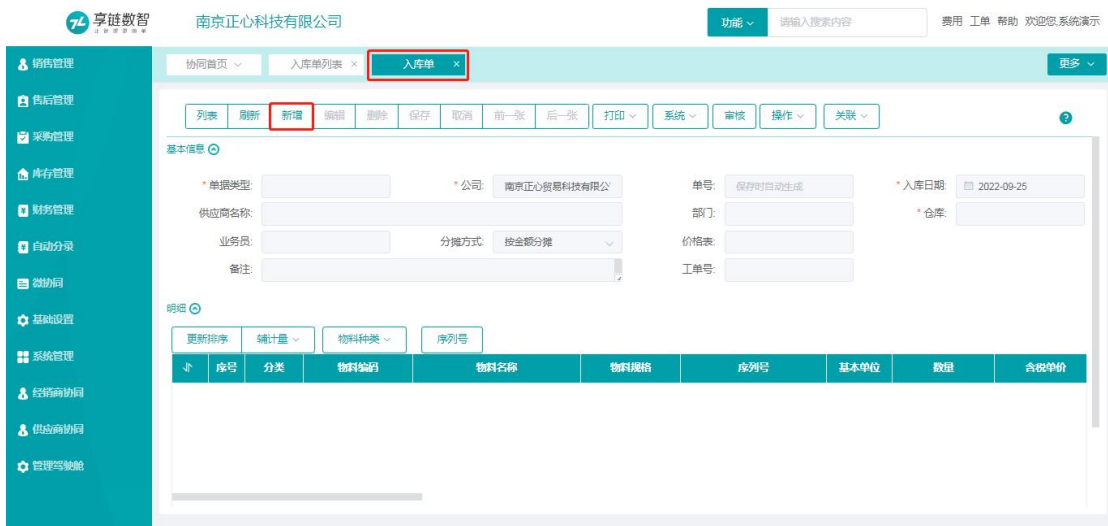 享链数智
南京正心科技有限公司
功能
请输入搜索内容
费用 工单 帮助 欢迎您,系统演示
销售管理
售后管理
采购管理
库存管理
财务管理
自动分录
微协同
基础设置
系统管理
经销商协同
供应商协同
管理驾驶舱
协同首页 入库单列表 × 入库单 × 更多
列表 刷新 新增 编辑 删除 保存 取消 前一张 后一张 打印 系统 审核 操作 关联 ?
基本信息
* 单据类型: * 公司: 南京正心贸易科技有限公 单号: 保存时自动生成 * 入库日期: 2022-09-25
供应商名称: 部门: * 仓库:
业务员: 分摊方式: 按金额分摊 价格表:
备注: 工单号:
明细
更新排序 辅计量 物料种类 序列号
序号 分类 物料编码 物料名称 物料规格 序列号 基本单位 数量 含税单价